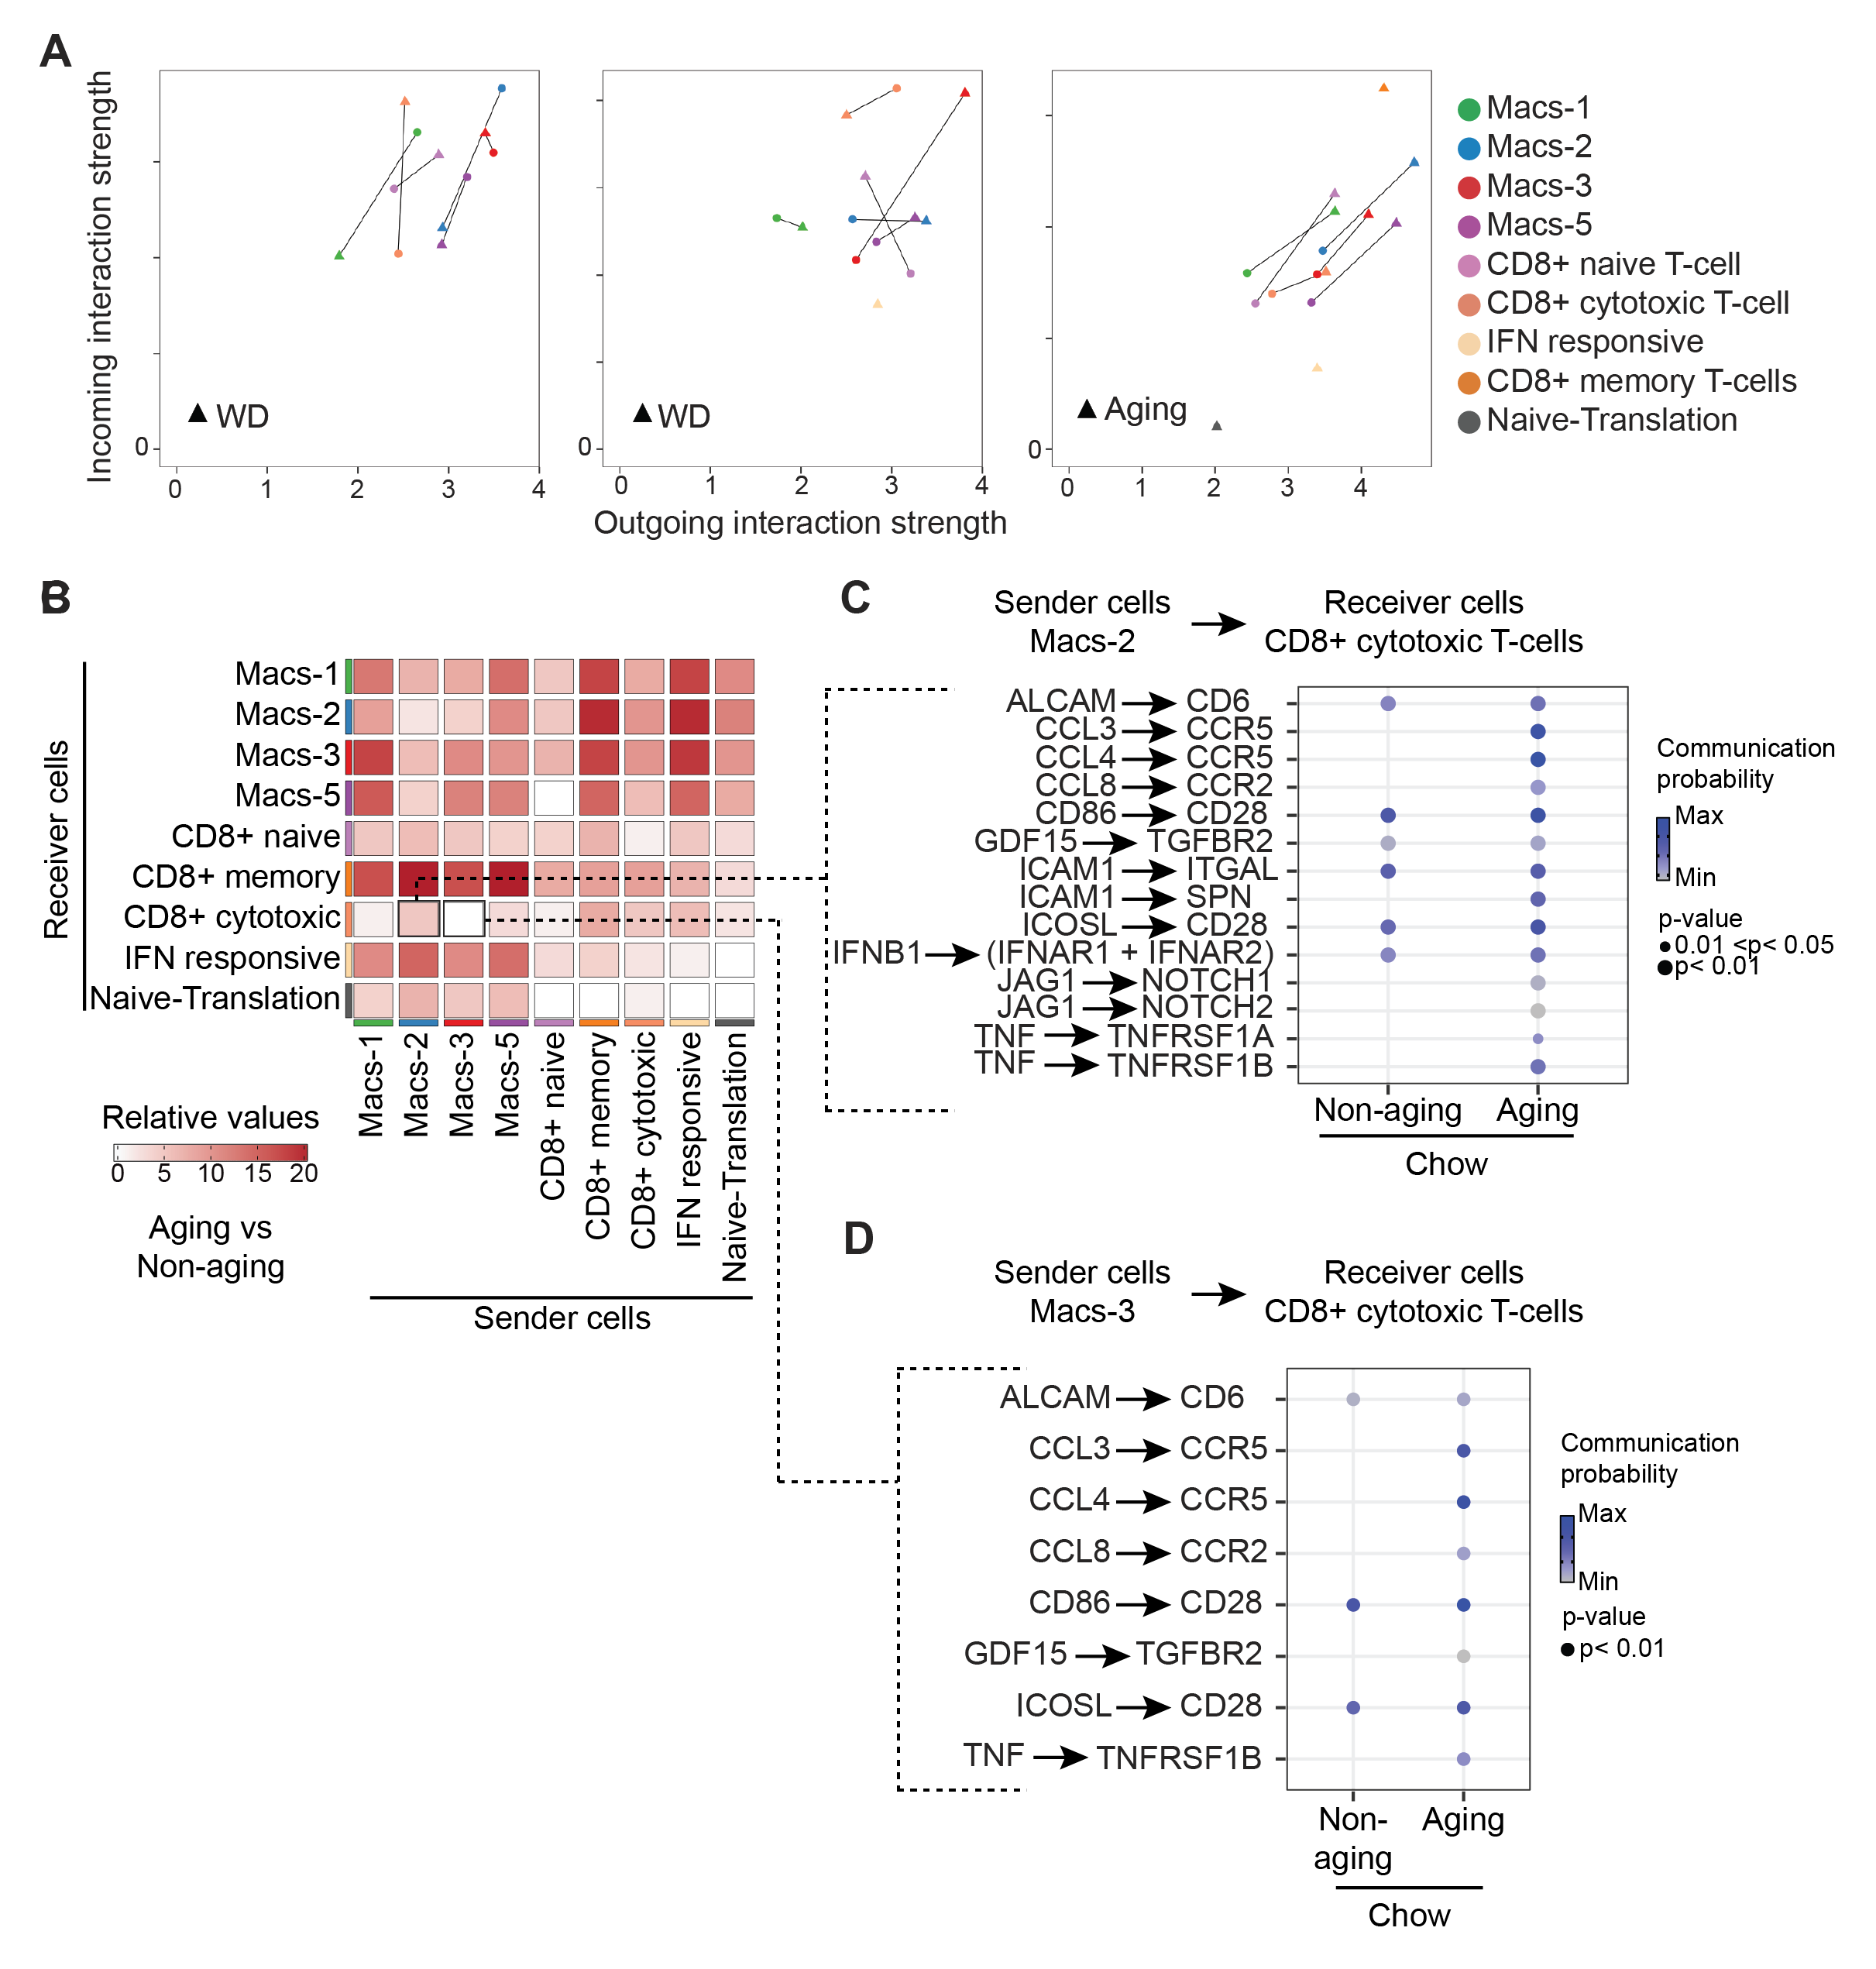 A
Incoming interaction strength
0
WD
0 1 2 3 4
0
WD
0 1 2 3 4
0
Aging
0 1 2 3 4
Outgoing interaction strength
Macs-1
Macs-2
Macs-3
Macs-5
CD8+ naive T-cell
CD8+ cytotoxic T-cell
IFN responsive
CD8+ memory T-cells
Naive-Translation
B
Receiver cells
Macs-1
Macs-2
Macs-3
Macs-5
CD8+ naive
CD8+ memory
CD8+ cytotoxic
IFN responsive
Naive-Translation
Macs-1
Macs-2
Macs-3
Macs-5
CD8+ naive
CD8+ memory
CD8+ cytotoxic
IFN responsive
Naive-Translation
Sender cells
Relative values
0 5 10 15 20
Aging vs
Non-aging
C
Sender cells
Macs-2
Receiver cells
CD8+ cytotoxic T-cells
ALCAM CD6
CCL3 CCR5
CCL4 CCR5
CCL8 CCR2
CD86 CD28
GDF15 TGFBR2
ICAM1 ITGAL
ICAM1 SPN
ICOSL CD28
IFNB1 (IFNAR1 + IFNAR2)
JAG1 NOTCH1
JAG1 NOTCH2
TNF TNFRSF1A
TNF TNFRSF1B
Non-aging Aging
Chow
Communication
probability
Max
Min
p-value
0.01 <p< 0.05
p< 0.01
D
Sender cells
Macs-3
Receiver cells
CD8+ cytotoxic T-cells
ALCAM CD6
CCL3 CCR5
CCL4 CCR5
CCL8 CCR2
CD86 CD28
GDF15 TGFBR2
ICOSL CD28
TNF TNFRSF1B
Non-
aging
Aging
Chow
Communication
probability
Max
Min
p-value
p< 0.01